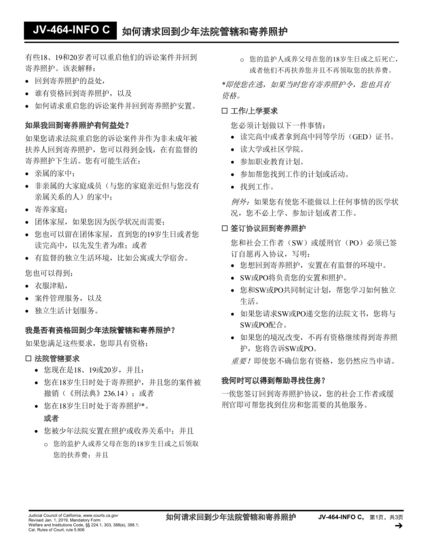 JV-464-INFO C 如何请求回到少年法院管辖和寄养照护
有些18、19和20岁者可以重启他们的诉讼案件并回到
寄养照护。该表解释：
• 回到寄养照护的益处，
• 谁有资格回到寄养照护，以及
• 如何请求重启您的诉讼案件并回到寄养照护安置。
如果我回到寄养照护有何益处？
如果您请求法院重启您的诉讼案件并作为非未成年被
扶养人回到寄养照护，您可以得到金钱，在有监督的
寄养照护下生活。您有可能生活在：
• 亲属的家中；
• 非亲属的大家庭成员（与您的家庭亲近但与您没有
亲属关系的人）的家中；
• 寄养家庭；
• 团体家屋，如果您因为医学状况而需要；
• 您也可以留在团体家屋，直到您的19岁生日或者您
读完高中，以先发生者为准；或者
• 有监督的独立生活环境，比如公寓或大学宿舍。
您也可以得到：
• 衣服津贴，
• 案件管理服务，以及
• 独立生活计划服务。
我是否有资格回到少年法院管辖和寄养照护？
如果您满足这些要求，您即具有资格：
□ 法院管辖要求
• 您现在是18、19或20岁，并且：
• 您在18岁生日时处于寄养照护，并且您的案件被
撤销（《刑法典》236.14）；或者
• 您在18岁生日时处于寄养照护*。
或者
• 您被少年法院安置在照护或收养关系中；并且
o 您的监护人或养父母在您的18岁生日或之后领取
您的扶养费；并且
o 您的监护人或养父母在您的18岁生日或之后死亡，
或者他们不再扶养您并且不再领取您的扶养费。
*即使您在逃，如果当时您有寄养照护令，您也具有
资格。
□ 工作/上学要求
您必须计划做以下一件事情：
• 读完高中或者拿到高中同等学历（GED）证书。
• 读大学或社区学院。
• 参加职业教育计划。
• 参加帮您找到工作的计划或活动。
• 找到工作。
例外：如果您有使您不能做以上任何事情的医学状
况，您不必上学、参加计划或者工作。
□ 签订协议回到寄养照护
您和社会工作者（SW）或缓刑官（PO）必须已签
订自愿再入协议，写明：
• 您想回到寄养照护，安置在有监督的环境中。
• SW或PO将负责您的安置和照护。
• 您和SW或PO共同制定计划，帮您学习如何独立
生活。
• 如果您请求SW或PO递交您的法院文书，您将与
SW或PO配合。
• 如果您的境况改变，不再有资格继续得到寄养照
护，您将告诉SW或PO。
重要！即使您不确信您有资格，您仍然应当申请。
我何时可以得到帮助寻找住房？
一俟您签订回到寄养照护协议，您的社会工作者或缓
刑官即可帮您找到住房和您需要的其他服务。
Judicial Council of California, www.courts.ca.gov
Revised Jan. 1, 2019, Mandatory Form
Welfare and Institutions Code, §§ 224.1, 303, 388(e), 388.1;
Cal. Rules of Court, rule 5.906
如何请求回到少年法院管辖和寄养照护
JV-464-INFO C，第1页，共3页
→